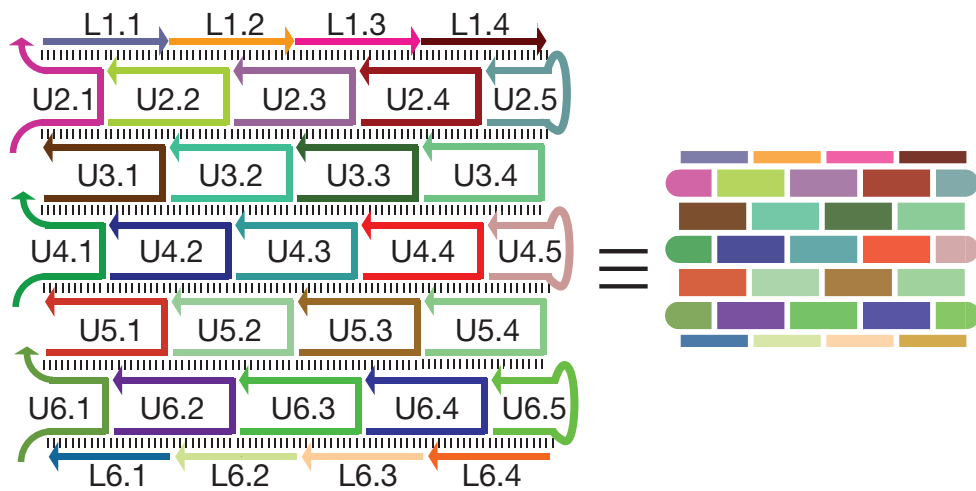 L1.1 L1.2 L1.3 L1.4
U2.1 U2.2 U2.3 U2.4 U2.5
U3.1 U3.2 U3.3 U3.4
U4.1 U4.2 U4.3 U4.4 U4.5
U5.1 U5.2 U5.3 U5.4
U6.1 U6.2 U6.3 U6.4 U6.5
L6.1 L6.2 L6.3 L6.4